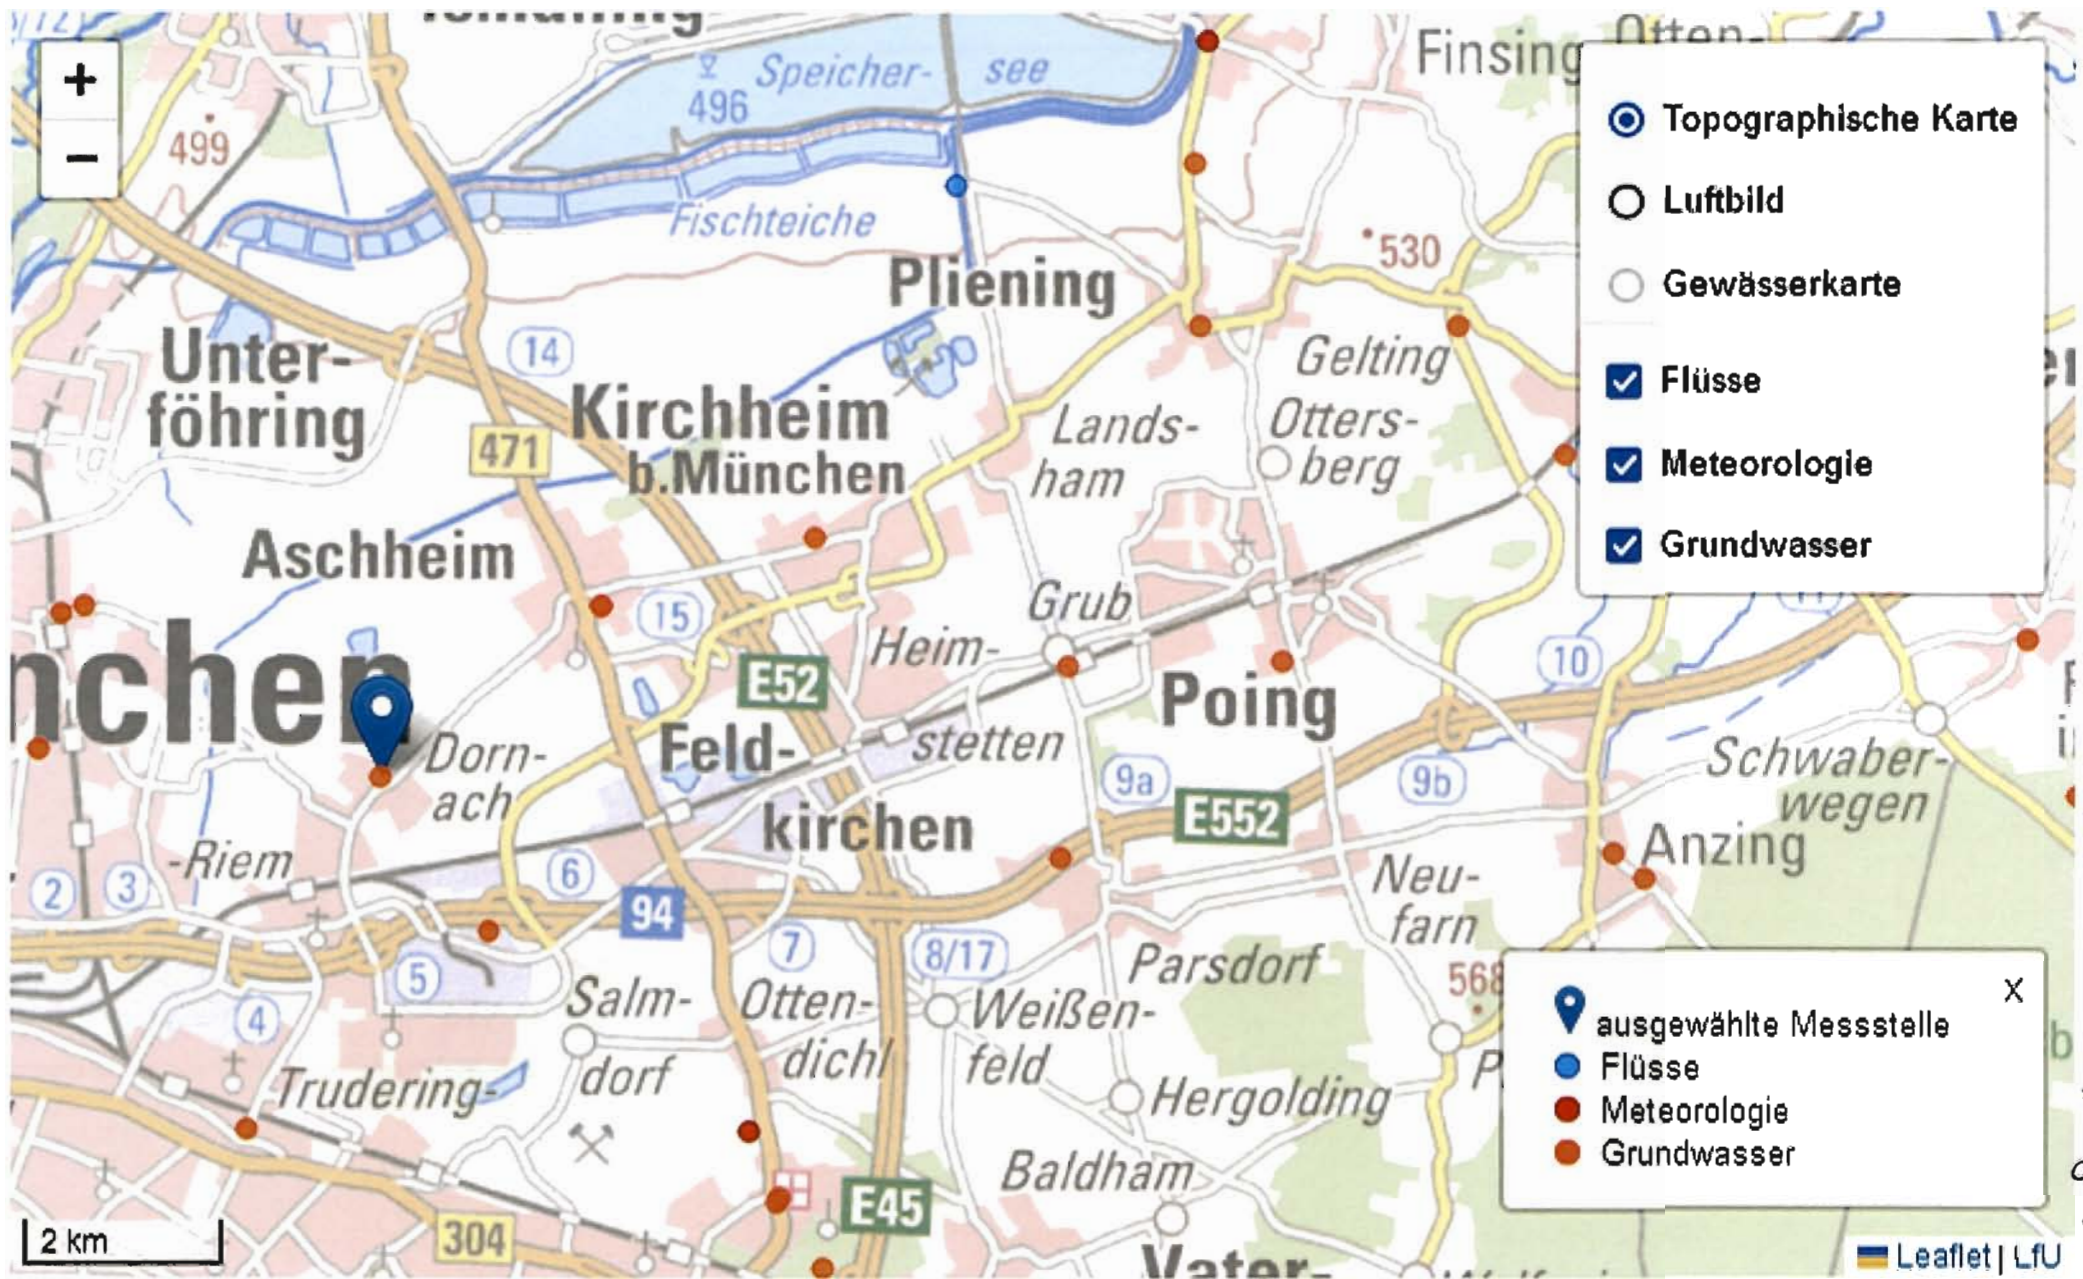 +
−
499
Speicher-
see
496
Finsing
Fischteiche
530
Pliening
Unter-
föhring
14
Gelting
Kirchheim
b.München
471
Lands-
ham
Otters-
berg
Aschheim
15
Grub
Heim-
stetten
E52
nchen
Poing
10
Dorn-
ach
Feld-
kirchen
9a
9b
E552
Schwaber-
wegen
Anzing
-Riem
2
3
6
94
7
8/17
5
4
Neu-
farn
Parsdorf
568
Salm-
dorf
Otten-
dichl
Weißen-
feld
Trudering-
Hergolding
Baldham
E45
304
Vater-
2 km
Topographische Karte
Luftbild
Gewässerkarte
Flüsse
Meteorologie
Grundwasser
X
ausgewählte Messstelle
Flüsse
Meteorologie
Grundwasser
Leaflet | LfU